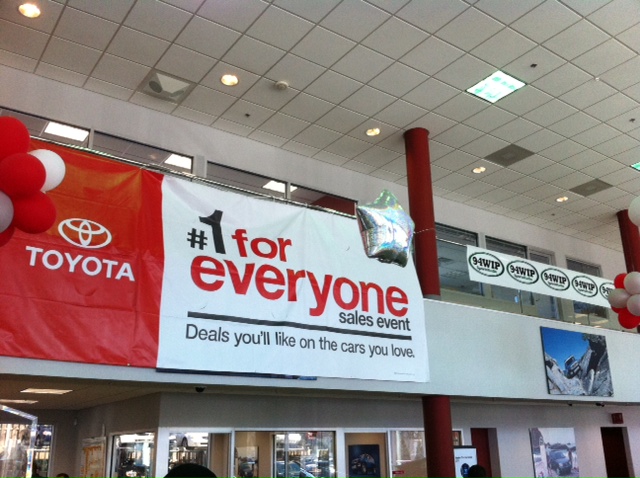 TOYOTA
#1 for
everyone
sales event
Deals you'll like on the cars you love.
94WIP 94WIP 94WIP 94WIP